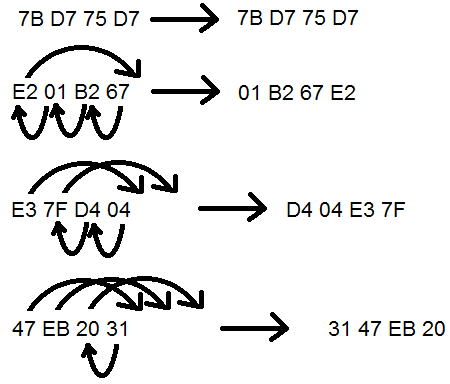 7B D7 75 D7 7B D7 75 D7
E2 01 B2 67 01 B2 67 E2
E3 7F D4 04 D4 04 E3 7F
47 EB 20 31 31 47 EB 20